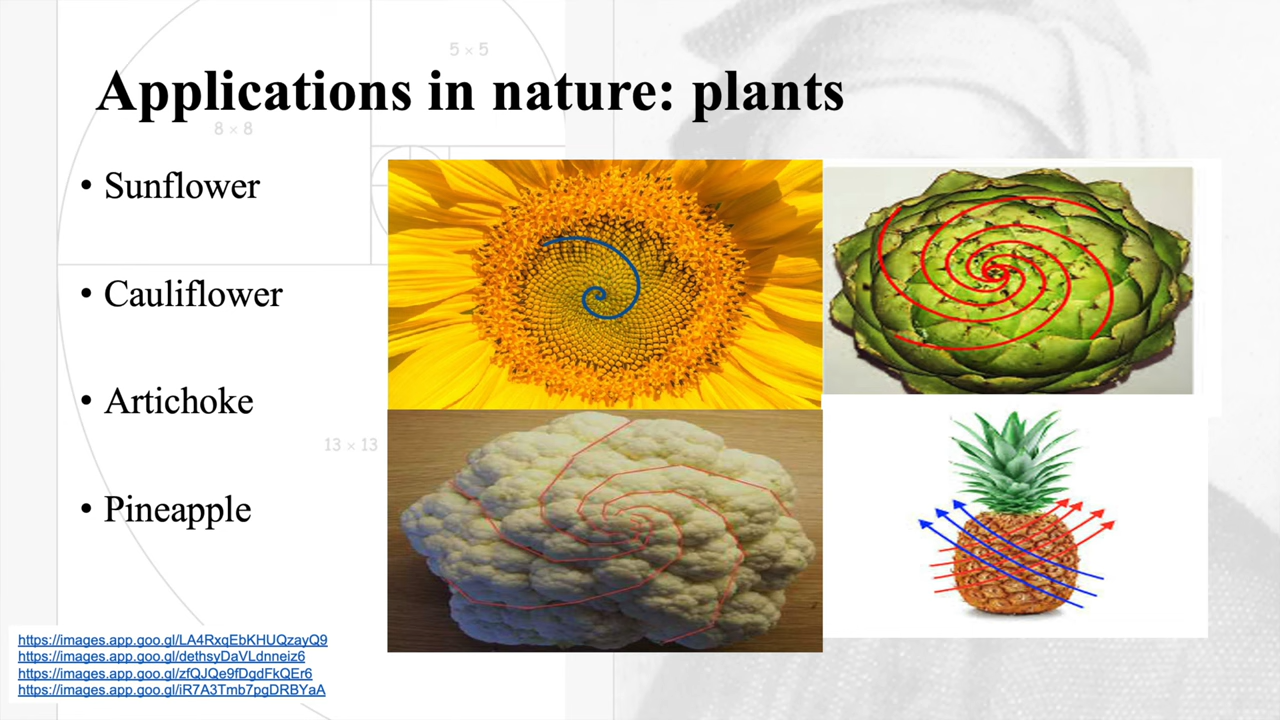 5 × 5
Applications in nature: plants
8 × 8
• Sunflower
• Cauliflower
• Artichoke
13 × 13
• Pineapple
https://images.app.goo.gl/LA4RxqEbKHUQzayQ9
https://images.app.goo.gl/dethsyDaVLdnneiz6
https://images.app.goo.gl/zfQJQe9fDgdFkQEr6
https://images.app.goo.gl/iR7A3Tmb7pgDRBYaA